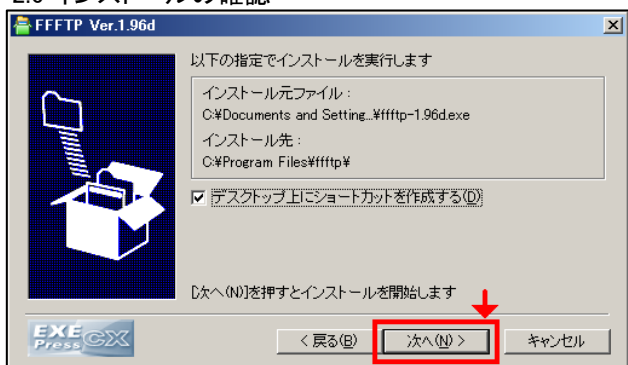 FFFTP Ver.1.96d
以下の指定でインストールを実行します
インストール元ファイル：
C:¥Documents and Setting...¥ffftp-1.96d.exe
インストール先：
C:¥Program Files¥ffftp¥
デスクトップ上にショートカットを作成する(D)
[次へ(N)]を押すとインストールを開始します
EXE Press CX
< 戻る(B)
次へ(N) >
キャンセル